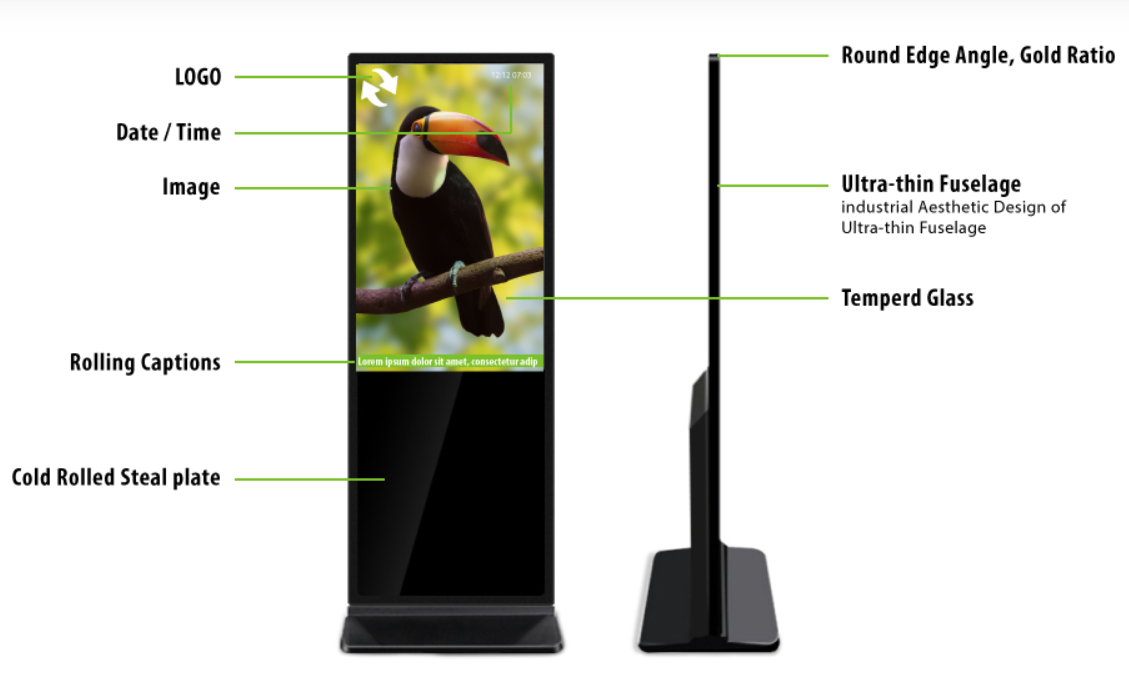 LOGO
Date / Time
Image
Rolling Captions
Cold Rolled Steal plate
12:12 07:03
Lorem ipsum dolor sit amet, consectetur adip
Round Edge Angle, Gold Ratio
Ultra-thin Fuselage
industrial Aesthetic Design of
Ultra-thin Fuselage
Temperd Glass